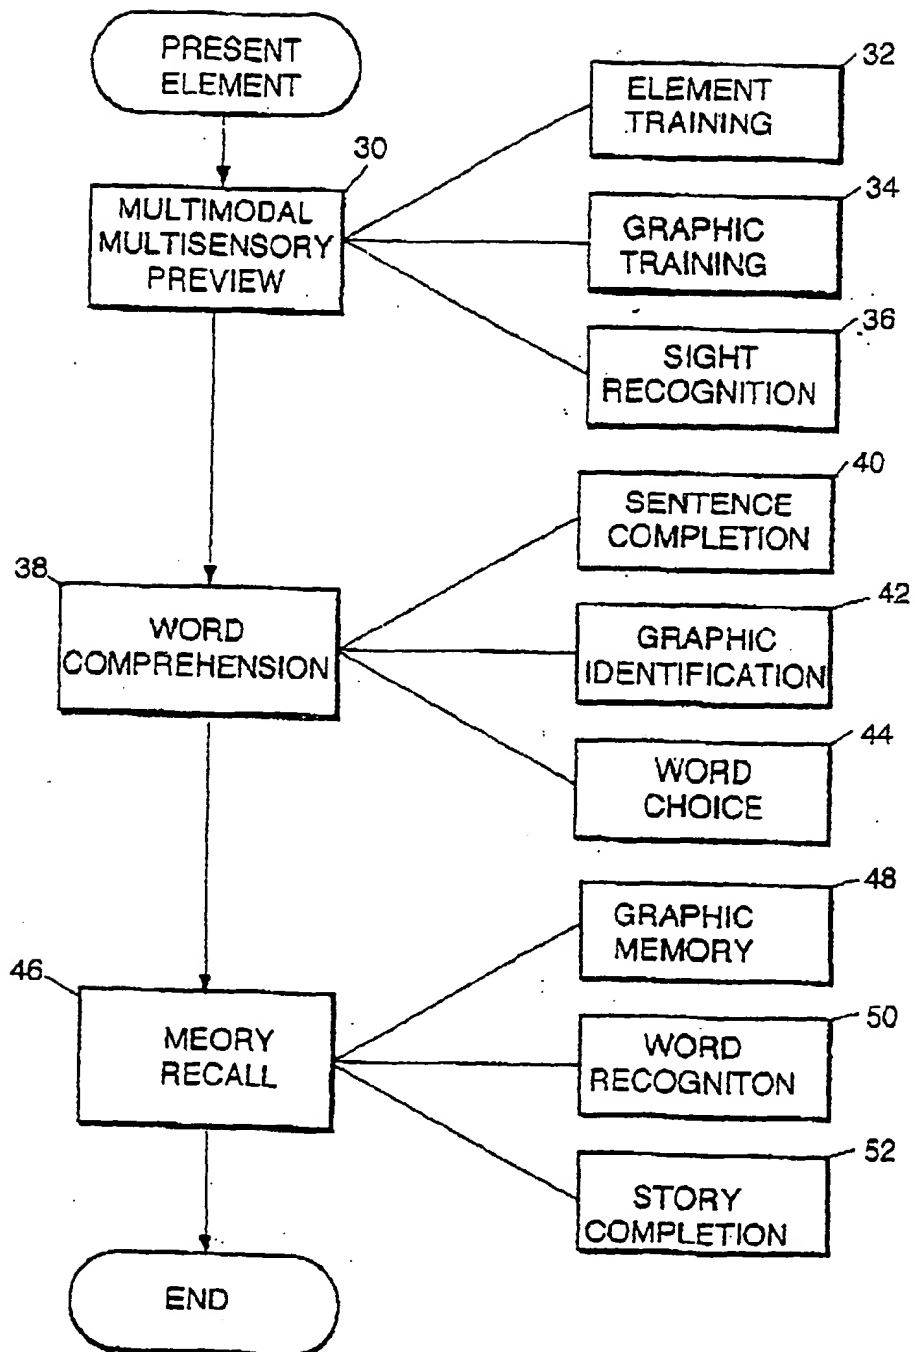 PRESENT
ELEMENT
30
MULTIMODAL
MULTISENSORY
PREVIEW
32
ELEMENT
TRAINING
34
GRAPHIC
TRAINING
36
SIGHT
RECOGNITION
38
WORD
COMPREHENSION
40
SENTENCE
COMPLETION
42
GRAPHIC
IDENTIFICATION
44
WORD
CHOICE
46
MEORY
RECALL
48
GRAPHIC
MEMORY
50
WORD
RECOGNITON
52
STORY
COMPLETION
END